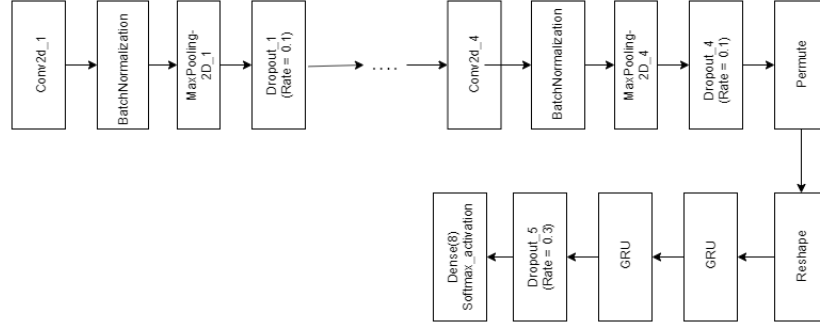 Conv2d_1
BatchNormalization
MaxPooling-
2D_1
Dropout_1
(Rate = 0.1)
....
Conv2d_4
BatchNormalization
MaxPooling-
2D_4
Dropout_4
(Rate = 0.1)
Permute
Reshape
GRU
GRU
Dropout_5
(Rate = 0.3)
Dense(8)
Softmax_activation